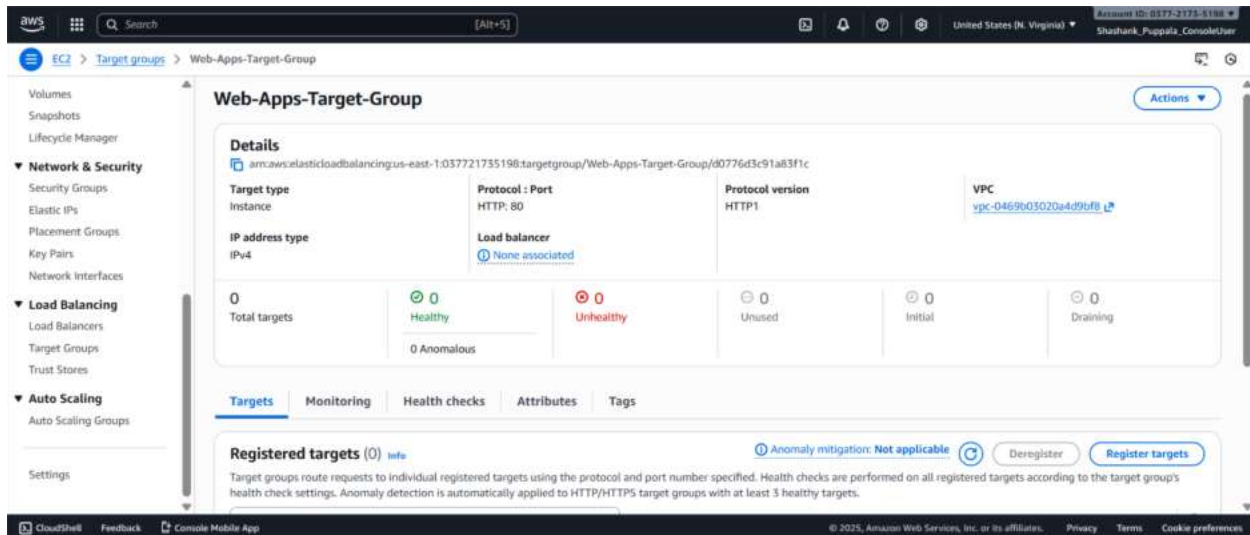 aws
Search
[Alt+S]
United States (N. Virginia)
Account ID: 0377-2173-5198
Shashank_Puppala_ConsoleUser
EC2 > Target groups > Web-Apps-Target-Group
Volumes
Snapshots
Lifecycle Manager
Network & Security
Security Groups
Elastic IPs
Placement Groups
Key Pairs
Network Interfaces
Load Balancing
Load Balancers
Target Groups
Trust Stores
Auto Scaling
Auto Scaling Groups
Settings
Web-Apps-Target-Group
Actions
Details
arn:aws:elasticloadbalancing:us-east-1:037721735198:targetgroup/Web-Apps-Target-Group/d0776d3c91a83f1c
Target type
Instance
Protocol : Port
HTTP: 80
Protocol version
HTTP1
VPC
vpc-0469b03020a4d9bf8
IP address type
IPv4
Load balancer
None associated
0
Total targets
0
Healthy
0 Anomalous
0
Unhealthy
0
Unused
0
Initial
0
Draining
Targets Monitoring Health checks Attributes Tags
Registered targets (0) Info
Anomaly mitigation: Not applicable
Deregister
Register targets
Target groups route requests to individual registered targets using the protocol and port number specified. Health checks are performed on all registered targets according to the target group's
health check settings. Anomaly detection is automatically applied to HTTP/HTTPS target groups with at least 3 healthy targets.
CloudShell Feedback Console Mobile App
© 2025, Amazon Web Services, Inc. or its affiliates. Privacy Terms Cookie preferences